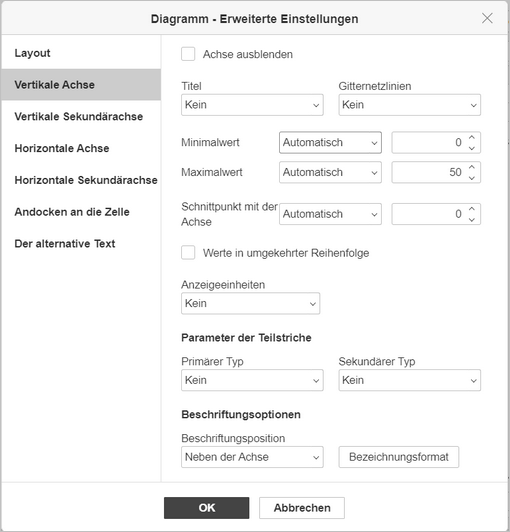 Diagramm - Erweiterte Einstellungen
Layout
Vertikale Achse
Vertikale Sekundärachse
Horizontale Achse
Horizontale Sekundärachse
Andocken an die Zelle
Der alternative Text
Achse ausblenden
Titel Gitternetzlinien
Kein Kein
Minimalwert Automatisch 0
Maximalwert Automatisch 50
Schnittpunkt mit der
Achse Automatisch 0
Werte in umgekehrter Reihenfolge
Anzeigeeinheiten
Kein
Parameter der Teilstriche
Primärer Typ Sekundärer Typ
Kein Kein
Beschriftungsoptionen
Beschriftungsposition
Neben der Achse Bezeichnungsformat
OK Abbrechen